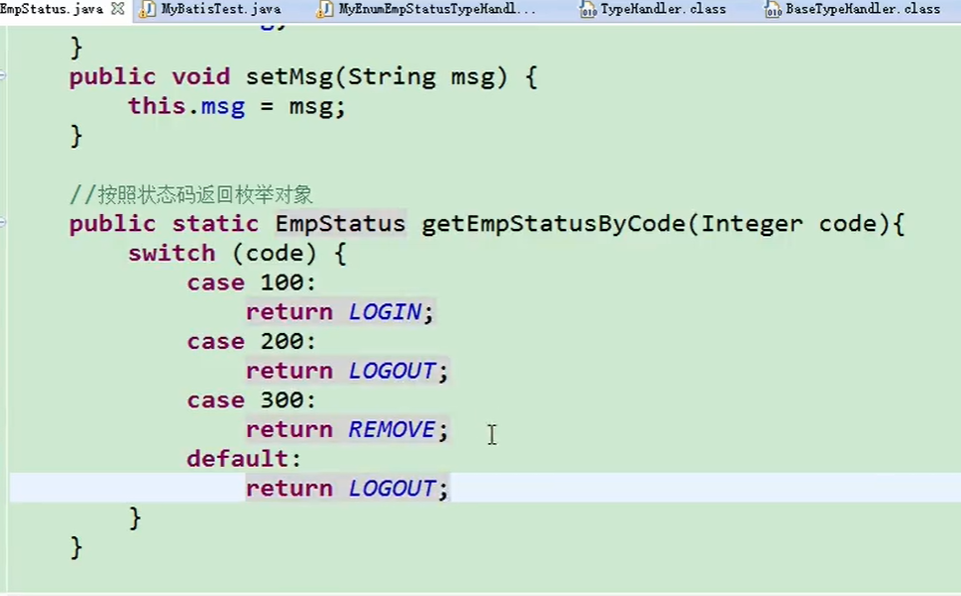 EmpStatus.java MyBatisTest.java MyEnumEmpStatusTypeHandl... TypeHandler.class BaseTypeHandler.class
}
public void setMsg(String msg) {
this.msg = msg;
}
//按照状态码返回枚举对象
public static EmpStatus getEmpStatusByCode(Integer code){
switch (code) {
case 100:
return LOGIN;
case 200:
return LOGOUT;
case 300:
return REMOVE;
default:
return LOGOUT;
}
}